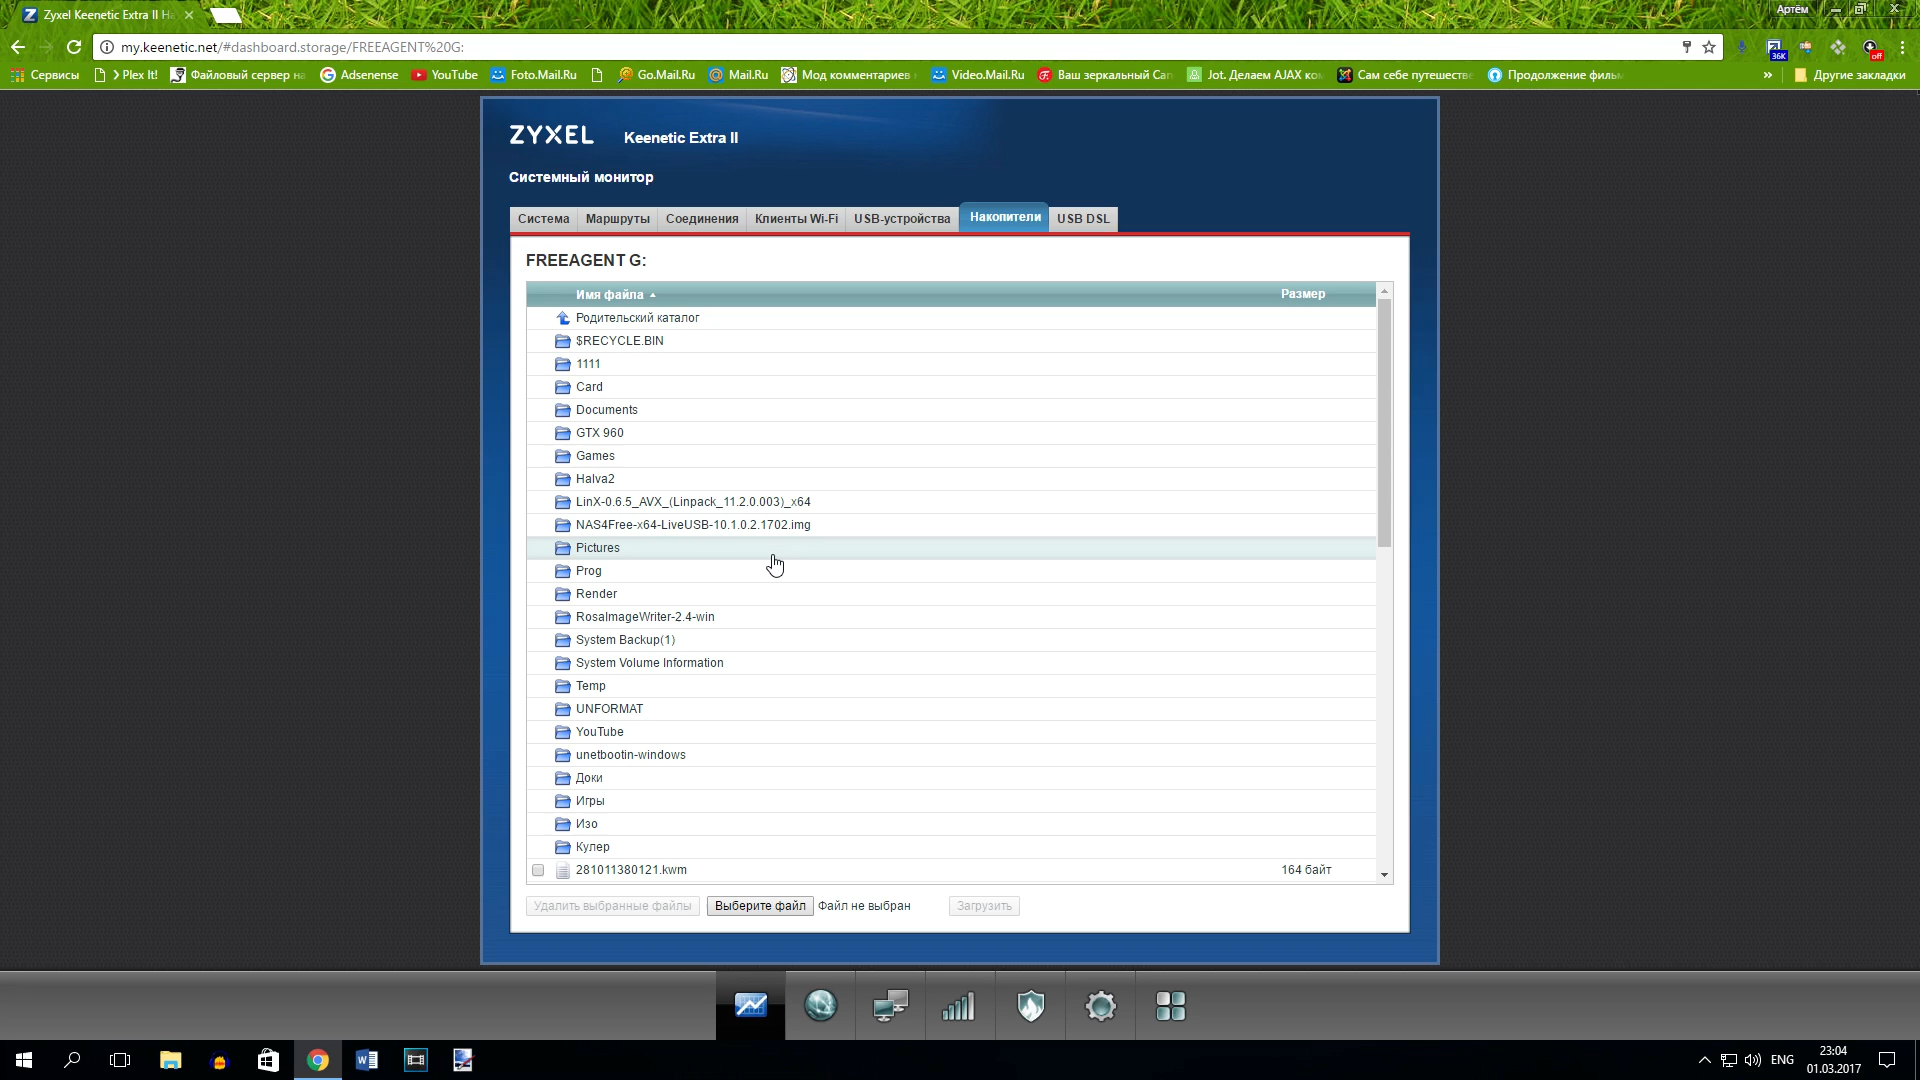 Zyxel Keenetic Extra II На
Артём
my.keenetic.net/#dashboard.storage/FREEAGENT%20G:
36K
off
Сервисы
Plex It!
Файловый сервер на
Adsenense
YouTube
Foto.Mail.Ru
Go.Mail.Ru
Mail.Ru
Мод комментариев
Video.Mail.Ru
Ваш зеркальный Can
Jot. Делаем AJAX ком
Сам себе путешестве
Продолжение фильм
»
Другие закладки
ZYXEL Keenetic Extra II
Системный монитор
Система
Маршруты
Соединения
Клиенты Wi-Fi
USB-устройства
Накопители
USB DSL
FREEAGENT G:
Имя файла Размер
Родительский каталог
$RECYCLE.BIN
1111
Card
Documents
GTX 960
Games
Halva2
LinX-0.6.5_AVX_(Linpack_11.2.0.003)_x64
NAS4Free-x64-LiveUSB-10.1.0.2.1702.img
Pictures
Prog
Render
RosaImageWriter-2.4-win
System Backup(1)
System Volume Information
Temp
UNFORMAT
YouTube
unetbootin-windows
Доки
Игры
Изо
Кулер
281011380121.kwm 164 байт
Удалить выбранные файлы
Выберите файл
Файл не выбран
Загрузить
ENG
23:04
01.03.2017